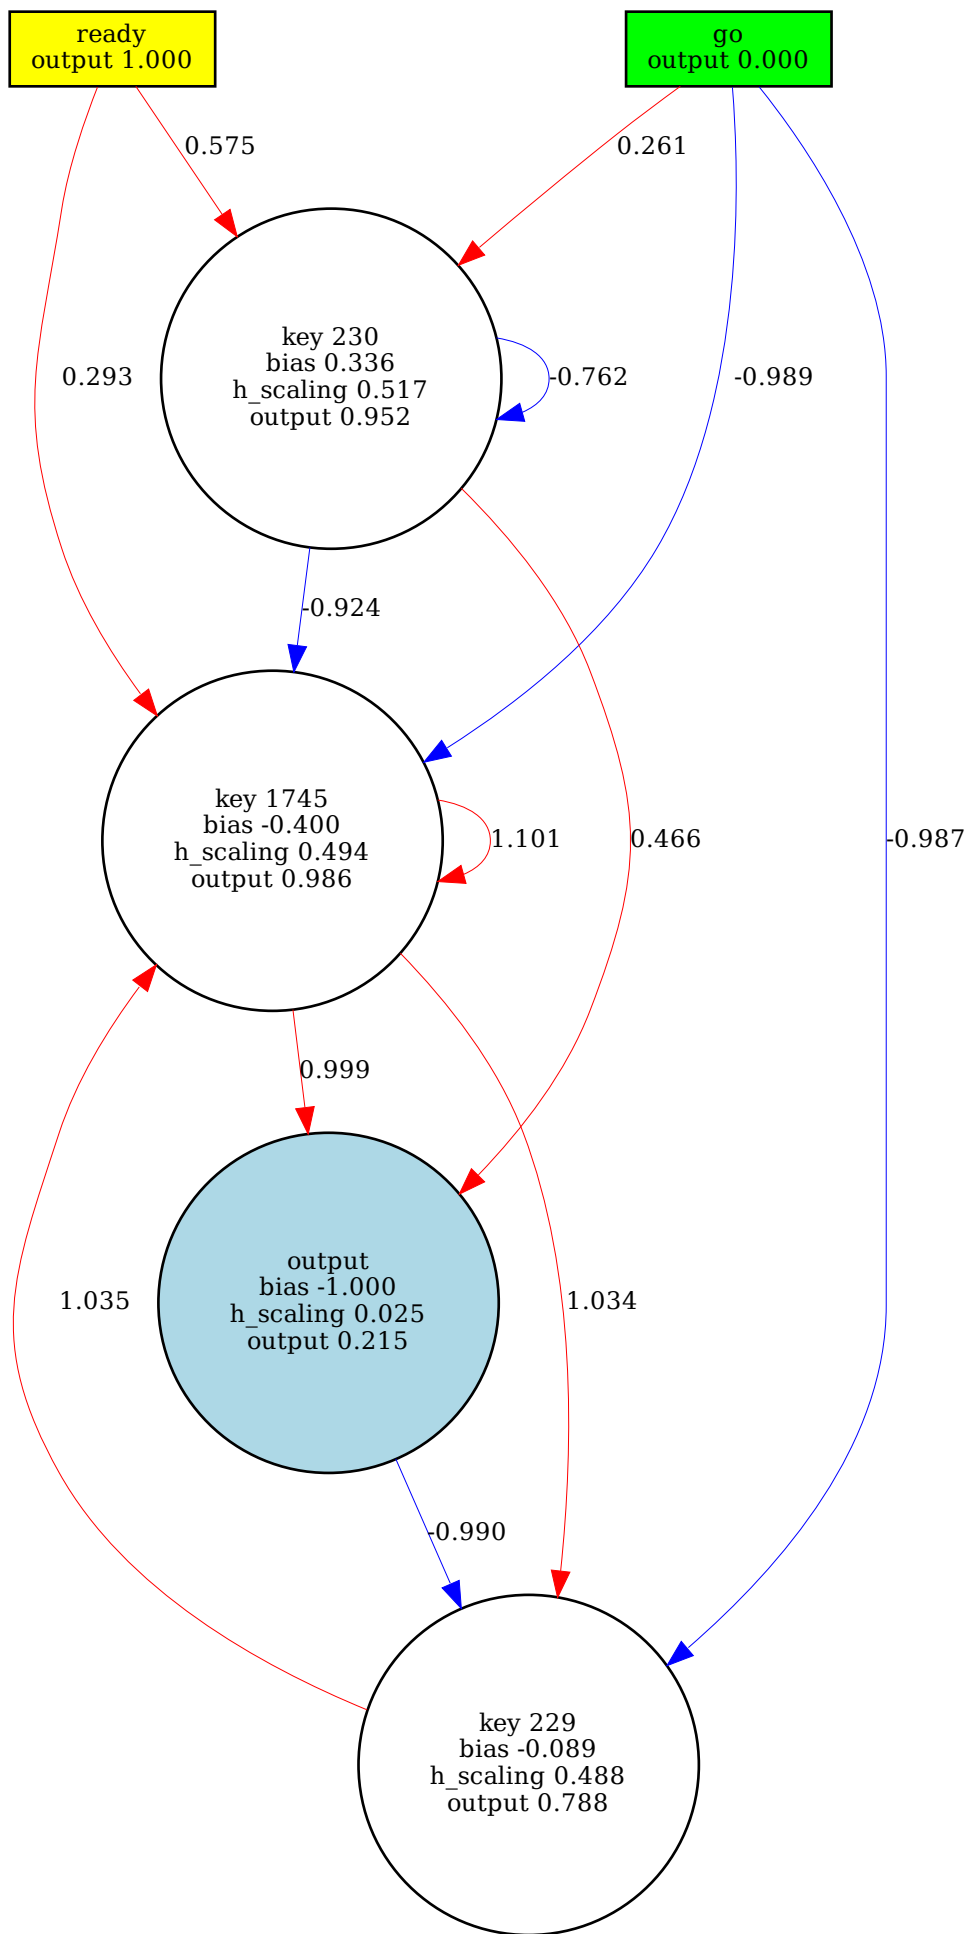 ready
output 1.000
go
output 0.000
0.575
0.261
key 230
bias 0.336
h_scaling 0.517
output 0.952
0.293
-0.762
-0.989
-0.924
key 1745
bias -0.400
h_scaling 0.494
output 0.986
1.101
0.466
-0.987
0.999
output
bias -1.000
h_scaling 0.025
output 0.215
1.035
1.034
-0.990
key 229
bias -0.089
h_scaling 0.488
output 0.788